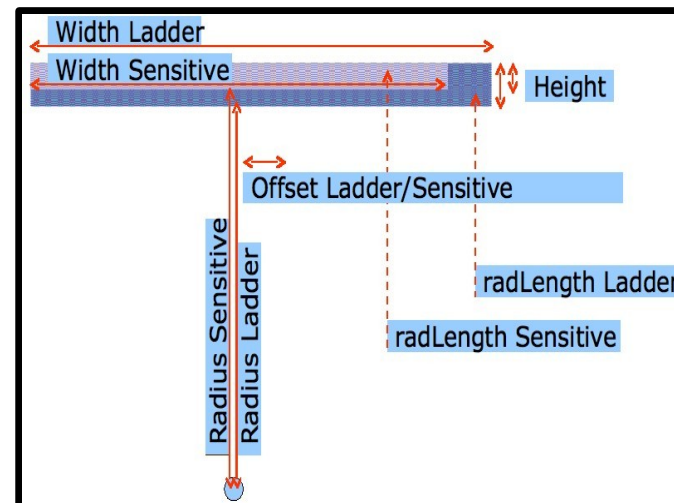 Width Ladder
Width Sensitive
Height
Offset Ladder/Sensitive
Radius Sensitive
Radius Ladder
radLength Ladder
radLength Sensitive